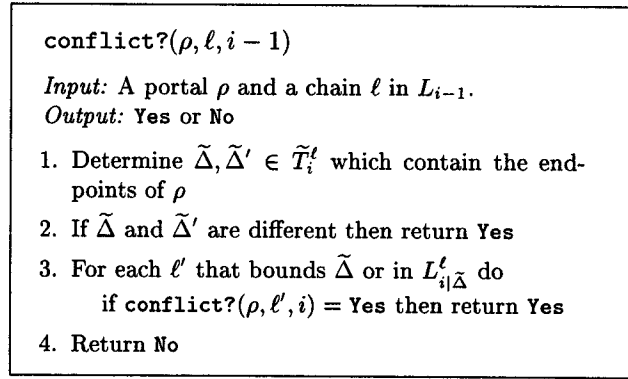 conflict?(ρ, ℓ, i − 1)
Input: A portal ρ and a chain ℓ in L_{i−1}.
Output: Yes or No
1. Determine Δ̃, Δ̃′ ∈ T̃_i^ℓ which contain the end-
points of ρ
2. If Δ̃ and Δ̃′ are different then return Yes
3. For each ℓ′ that bounds Δ̃ or in L^ℓ_{i|Δ̃} do
if conflict?(ρ, ℓ′, i) = Yes then return Yes
4. Return No